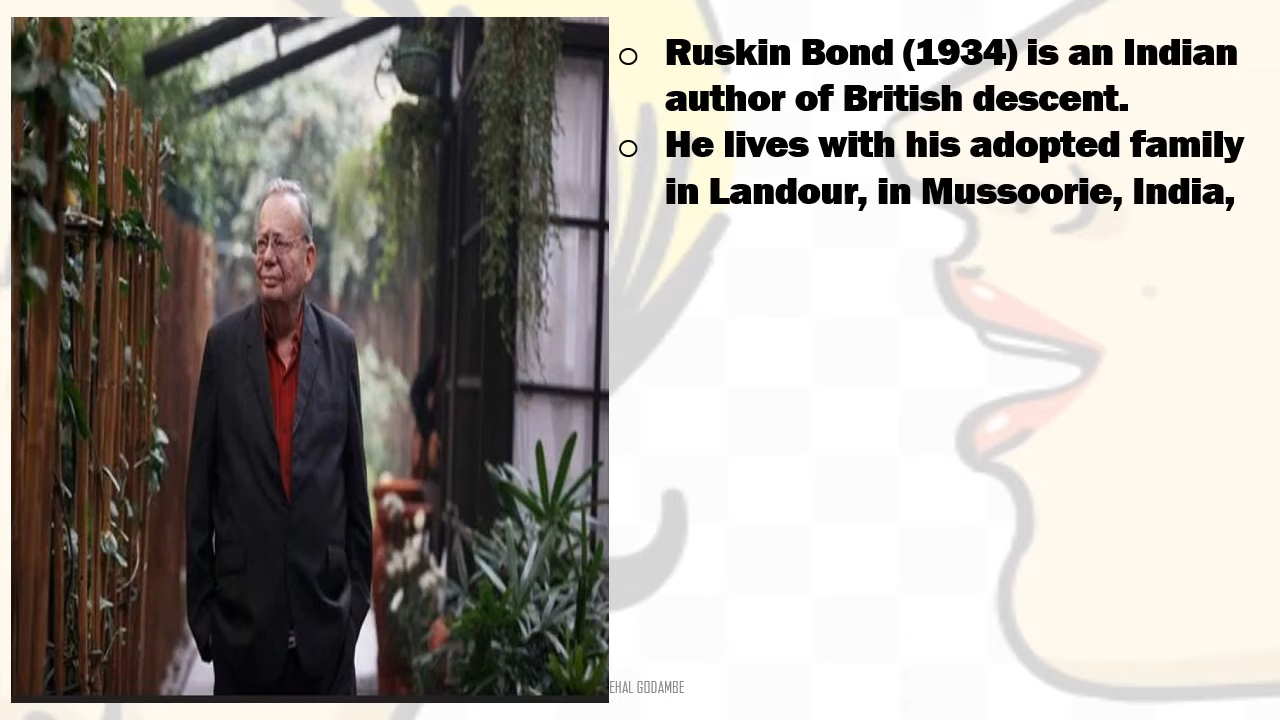 ○ Ruskin Bond (1934) is an Indian
author of British descent.
○ He lives with his adopted family
in Landour, in Mussoorie, India,
EHAL GODAMBE